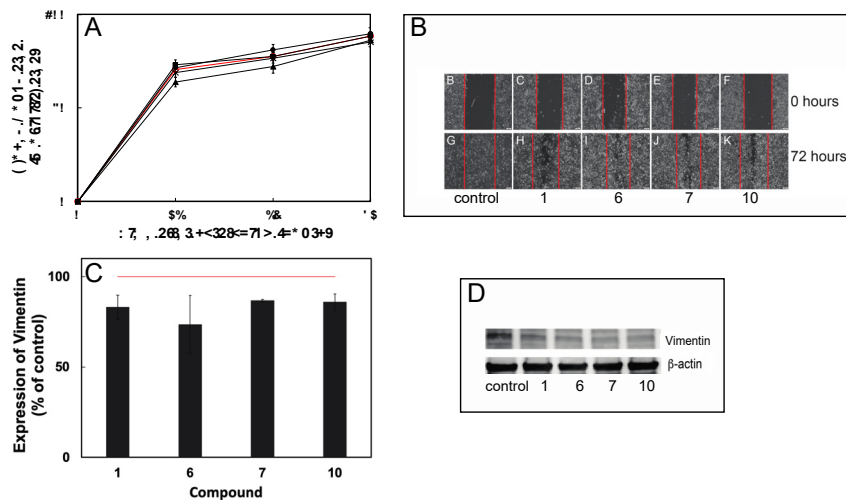 A
#!!
"!
!
!
$%
%&
'$
B
B C D E F
0 hours
G H I J K
72 hours
control 1 6 7 10
C
100
50
0
Expression of Vimentin
(% of control)
1 6 7 10
Compound
D
Vimentin
β-actin
control 1 6 7 10